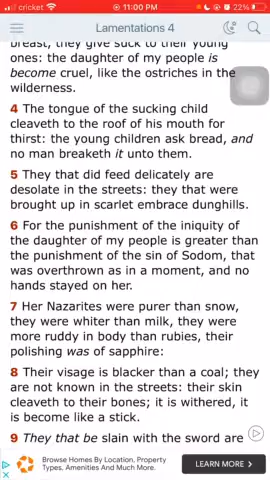 cricket 11:00 PM 22%
Lamentations 4
breast, they give suck to their young
ones: the daughter of my people is
become cruel, like the ostriches in the
wilderness.
4 The tongue of the sucking child
cleaveth to the roof of his mouth for
thirst: the young children ask bread, and
no man breaketh it unto them.
5 They that did feed delicately are
desolate in the streets: they that were
brought up in scarlet embrace dunghills.
6 For the punishment of the iniquity of
the daughter of my people is greater than
the punishment of the sin of Sodom, that
was overthrown as in a moment, and no
hands stayed on her.
7 Her Nazarites were purer than snow,
they were whiter than milk, they were
more ruddy in body than rubies, their
polishing was of sapphire:
8 Their visage is blacker than a coal; they
are not known in the streets: their skin
cleaveth to their bones; it is withered, it
is become like a stick.
9 They that be slain with the sword are
Browse Homes By Location, Property
Types, Amenities And Much More.
LEARN MORE >